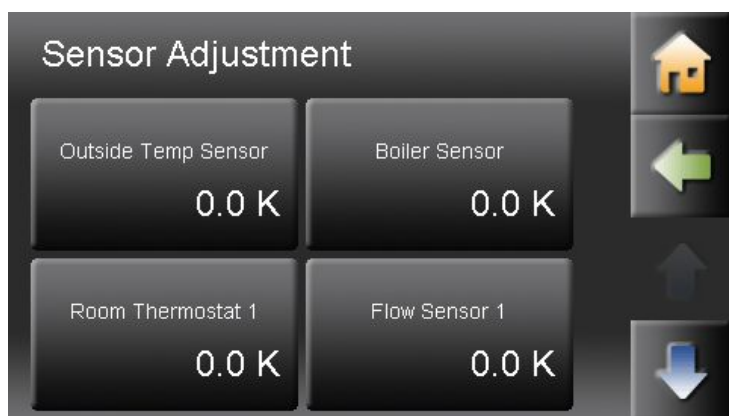 Sensor Adjustment
Outside Temp Sensor
0.0 K
Boiler Sensor
0.0 K
Room Thermostat 1
0.0 K
Flow Sensor 1
0.0 K